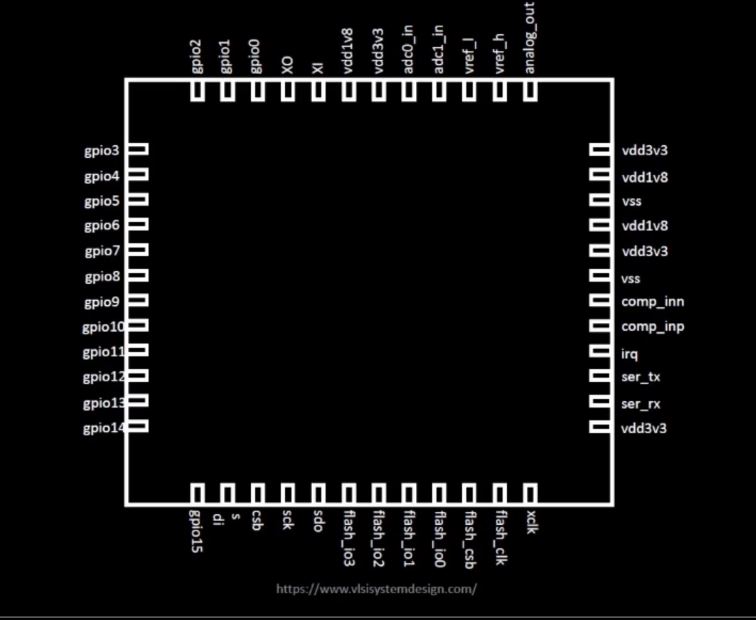 gpio2
gpio1
gpio0
XO
XI
vdd1v8
vdd3v3
adc0_in
adc1_in
vref_l
vref_h
analog_out
gpio3
gpio4
gpio5
gpio6
gpio7
gpio8
gpio9
gpio10
gpio11
gpio12
gpio13
gpio14
vdd3v3
vdd1v8
vss
vdd1v8
vdd3v3
vss
comp_inn
comp_inp
irq
ser_tx
ser_rx
vdd3v3
gpio15
s
di
csb
sck
sdo
flash_io3
flash_io2
flash_io1
flash_io0
flash_csb
flash_clk
xclk
https://www.vlsisystemdesign.com/